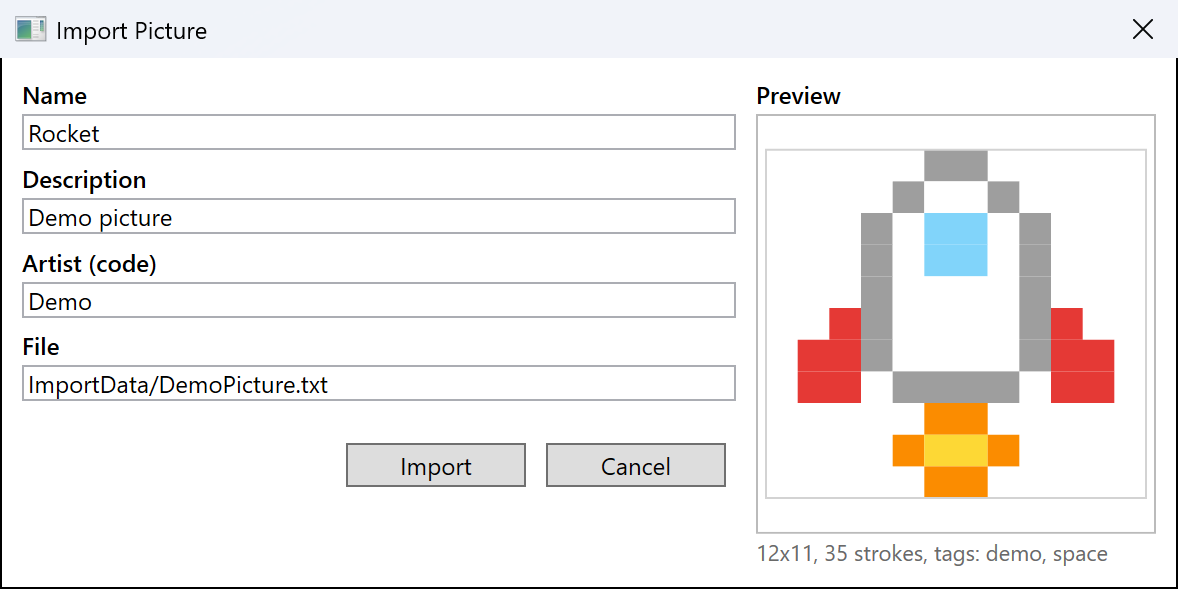 Import Picture
Name
Rocket
Description
Demo picture
Artist (code)
Demo
File
ImportData/DemoPicture.txt
Import
Cancel
Preview
12x11, 35 strokes, tags: demo, space